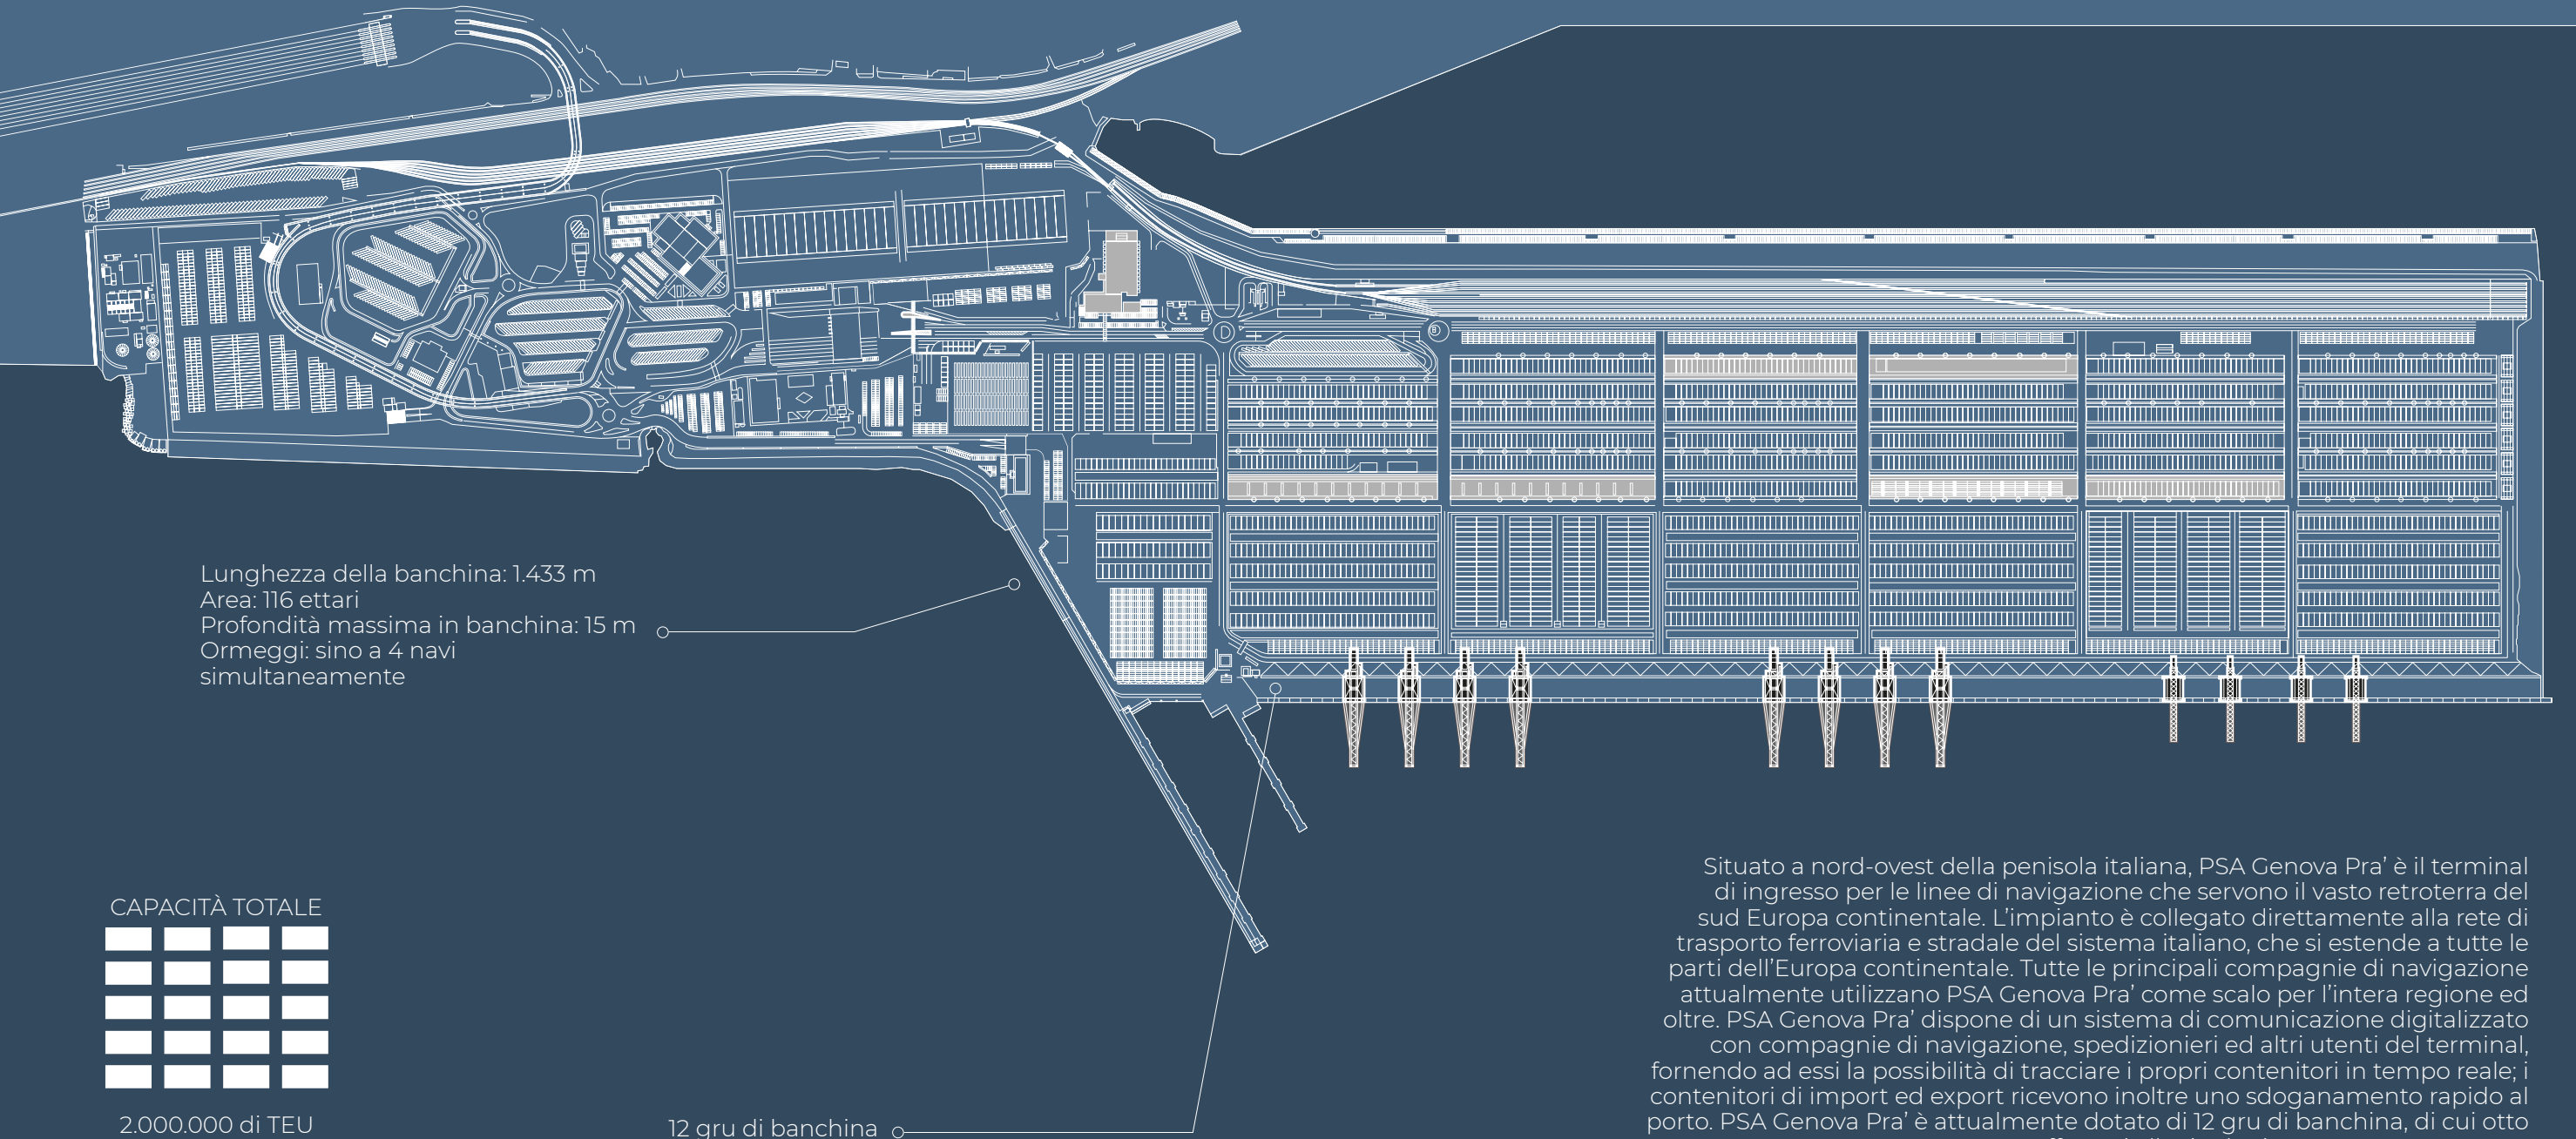 Lunghezza della banchina: 1.433 m
Area: 116 ettari
Profondità massima in banchina: 15 m
Ormeggi: sino a 4 navi
simultaneamente
CAPACITÀ TOTALE
2.000.000 di TEU
12 gru di banchina
Situato a nord-ovest della penisola italiana, PSA Genova Pra’ è il terminal
di ingresso per le linee di navigazione che servono il vasto retroterra del
sud Europa continentale. L’impianto è collegato direttamente alla rete di
trasporto ferroviaria e stradale del sistema italiano, che si estende a tutte le
parti dell’Europa continentale. Tutte le principali compagnie di navigazione
attualmente utilizzano PSA Genova Pra’ come scalo per l’intera regione ed
oltre. PSA Genova Pra’ dispone di un sistema di comunicazione digitalizzato
con compagnie di navigazione, spedizionieri ed altri utenti del terminal,
fornendo ad essi la possibilità di tracciare i propri contenitori in tempo reale; i
contenitori di import ed export ricevono inoltre uno sdoganamento rapido al
porto. PSA Genova Pra’ è attualmente dotato di 12 gru di banchina, di cui otto